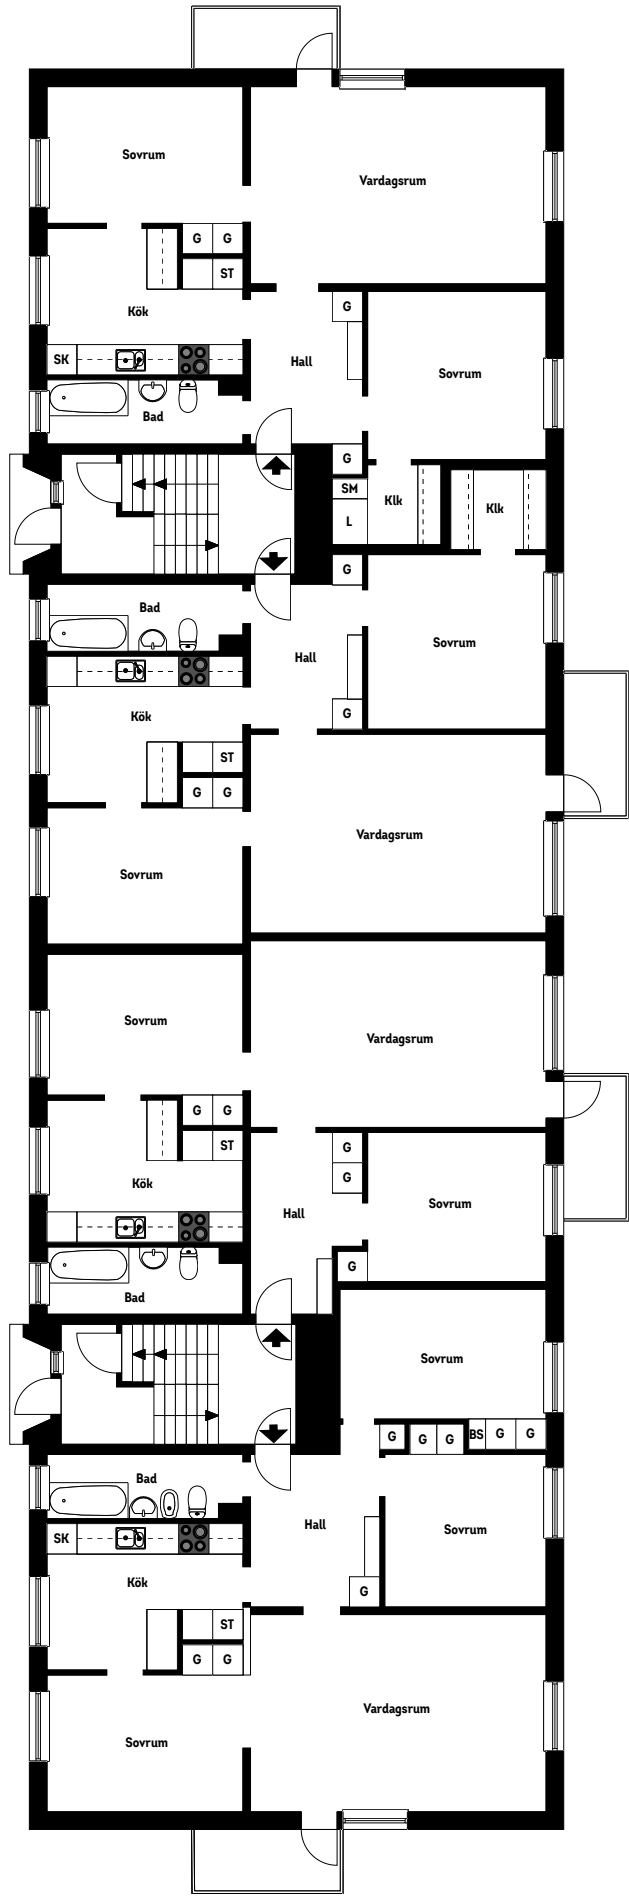 Sovrum
Vardagsrum
G G
ST
Kök
G
Hall
SK
Sovrum
Bad
G
SM
Klk
Klk
L
G
Bad
Sovrum
Hall
G
Kök
ST
G G
Vardagsrum
Sovrum
Sovrum
Vardagsrum
G G
ST
G
G
Kök
Sovrum
Hall
G
Bad
Sovrum
G G G BS G G
Bad
Hall
Sovrum
SK
Kök
G
ST
G G
Vardagsrum
Sovrum